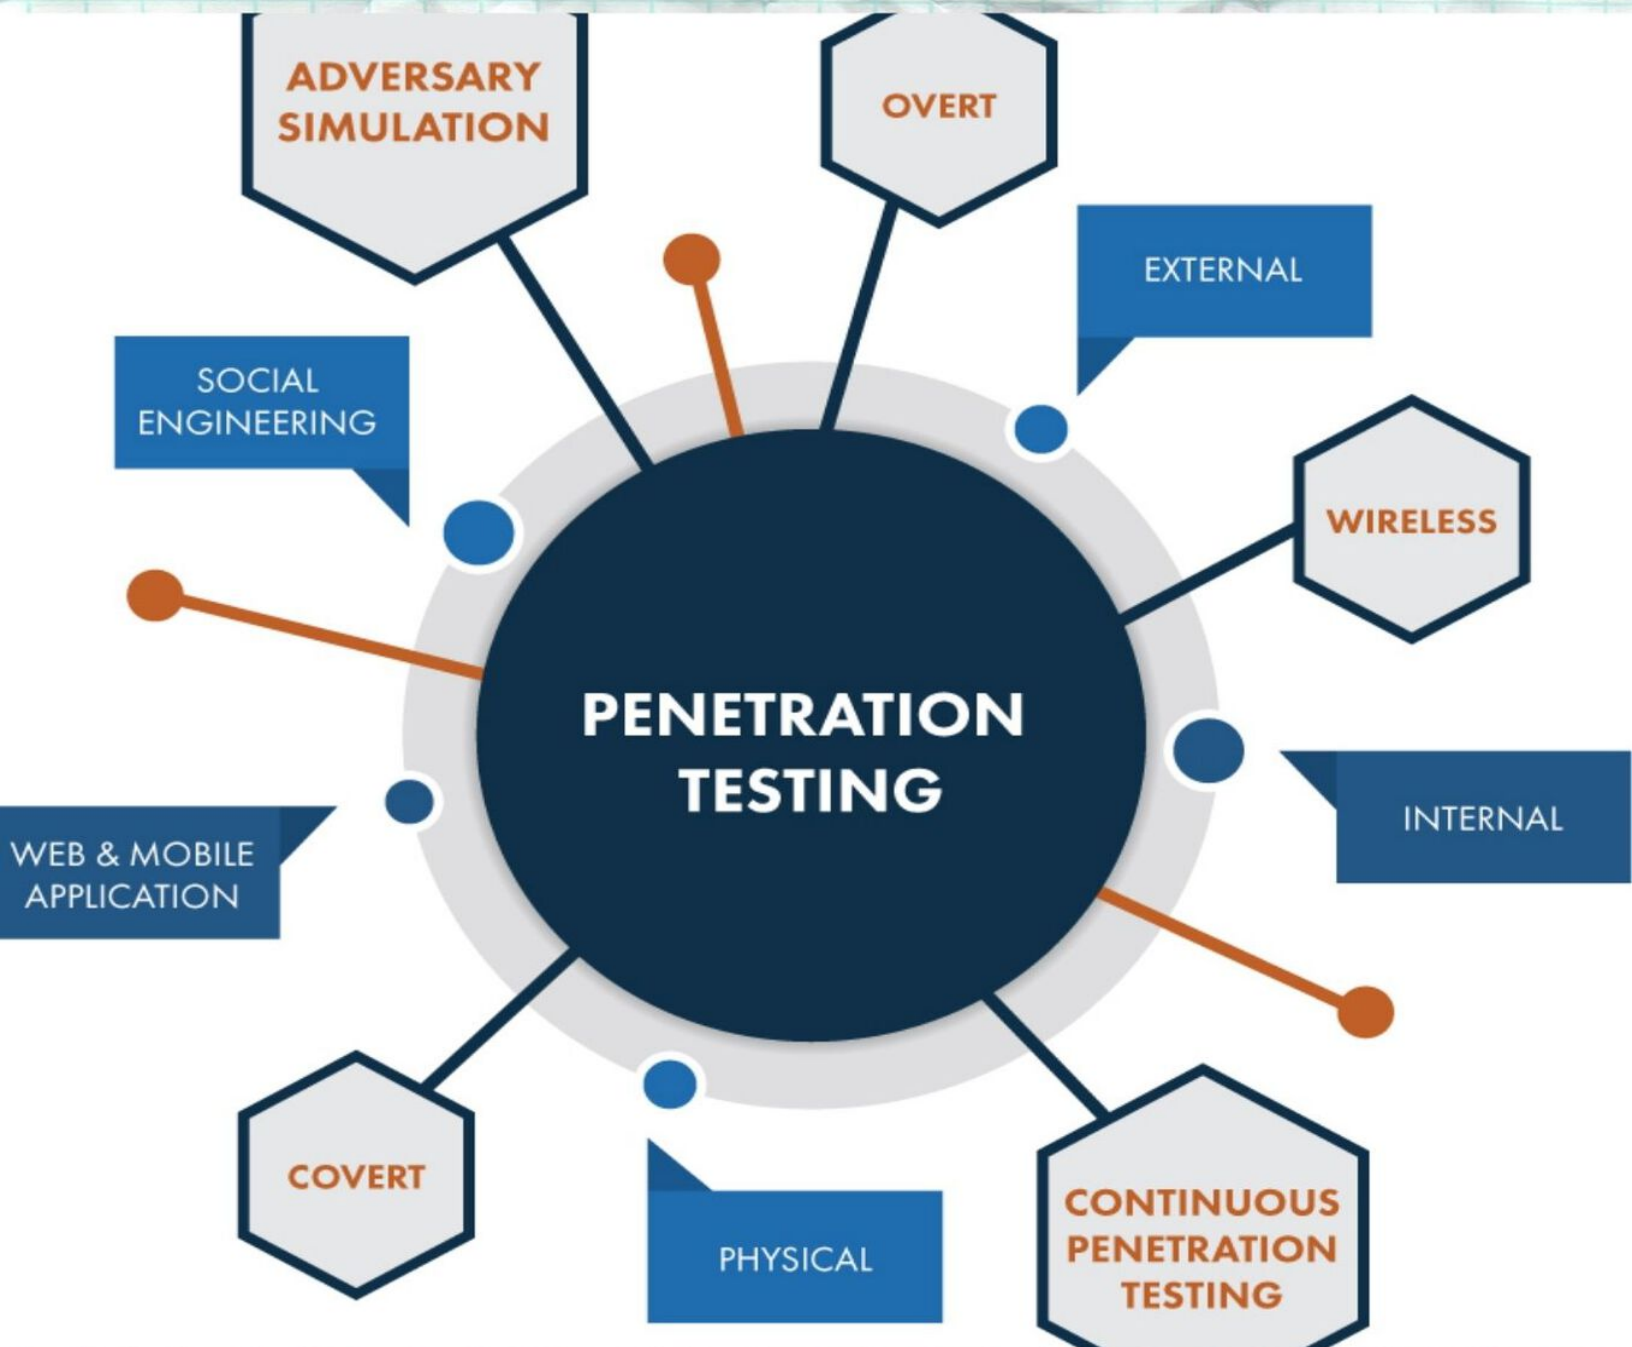 ADVERSARY
SIMULATION
OVERT
EXTERNAL
SOCIAL
ENGINEERING
WIRELESS
PENETRATION
TESTING
INTERNAL
WEB & MOBILE
APPLICATION
COVERT
PHYSICAL
CONTINUOUS
PENETRATION
TESTING